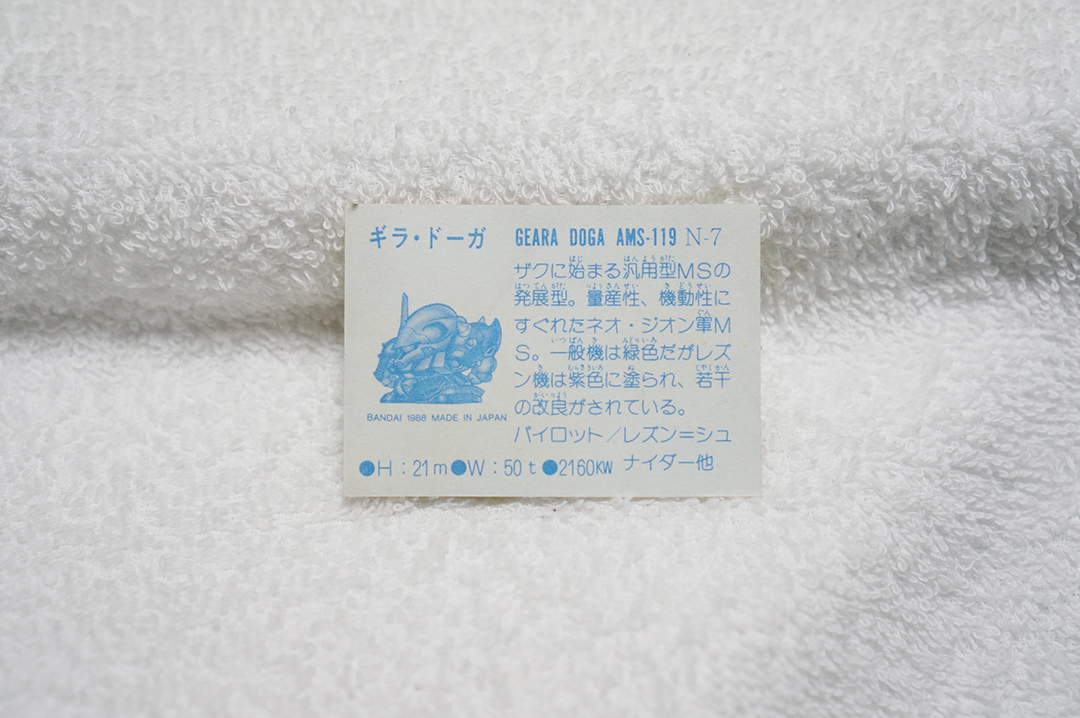 ギラ・ドーガ GEARA DOGA AMS-119 N-7
ザクに始まる汎用型MSの
発展型。量産性、機動性に
すぐれたネオ・ジオン軍M
S。一般機は緑色だがレズ
ン機は紫色に塗られ、若干
の改良がされている。
パイロット/レズン=シュ
ナイダー他
BANDAI 1988 MADE IN JAPAN
●H:21m●W:50t●2160KW